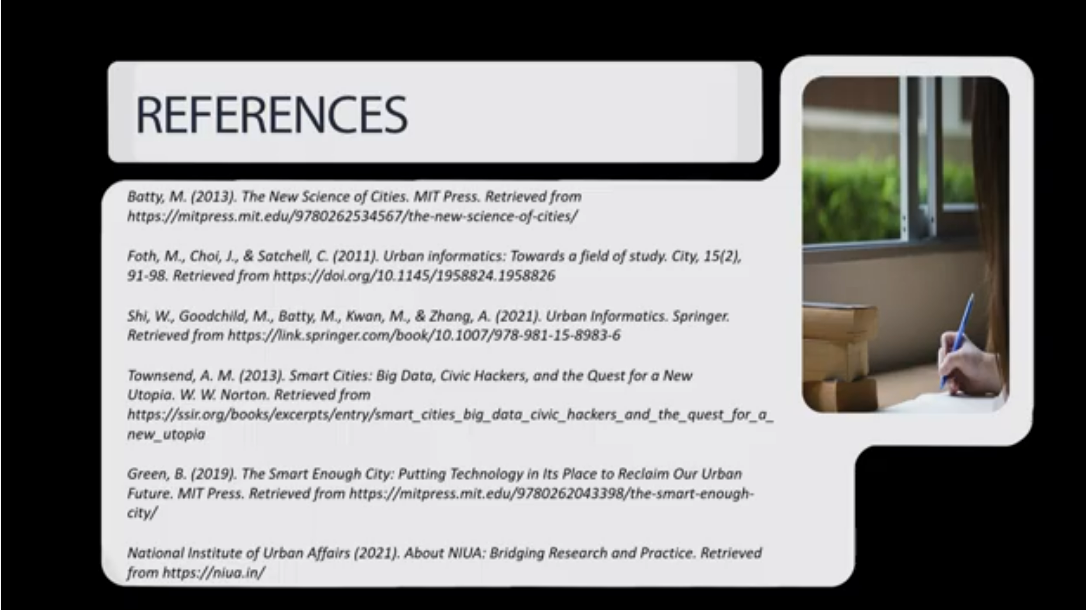 REFERENCES
Batty, M. (2013). The New Science of Cities. MIT Press. Retrieved from
https://mitpress.mit.edu/9780262534567/the-new-science-of-cities/
Foth, M., Choi, J., & Satchell, C. (2011). Urban informatics: Towards a field of study. City, 15(2),
91-98. Retrieved from https://doi.org/10.1145/1958824.1958826
Shi, W., Goodchild, M., Batty, M., Kwan, M., & Zhang, A. (2021). Urban Informatics. Springer.
Retrieved from https://link.springer.com/book/10.1007/978-981-15-8983-6
Townsend, A. M. (2013). Smart Cities: Big Data, Civic Hackers, and the Quest for a New
Utopia. W. W. Norton. Retrieved from
https://ssir.org/books/excerpts/entry/smart_cities_big_data_civic_hackers_and_the_quest_for_a_
new_utopia
Green, B. (2019). The Smart Enough City: Putting Technology in Its Place to Reclaim Our Urban
Future. MIT Press. Retrieved from https://mitpress.mit.edu/9780262043398/the-smart-enough-
city/
National Institute of Urban Affairs (2021). About NIUA: Bridging Research and Practice. Retrieved
from https://niua.in/